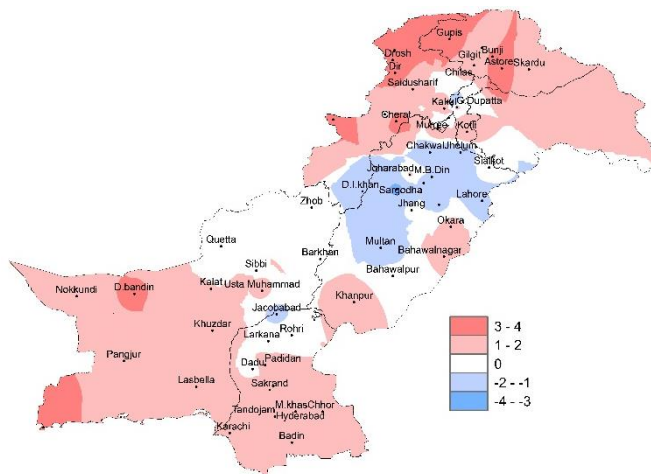 Gupis
Drosh
Gilgit
Bunji
Dir
Astore
Skardu
Chilas
Saidusharif
Kakul
G.Dupatta
Cherat
Murree
Kotli
Chakwal
Jhelum
Sialkot
Joharabad
M.B.Din
D.I.khan
Sargodha
Lahore
Zhob
Jhang
Okara
Quetta
Multan
Barkhan
Bahawalnagar
Sibbi
Bahawalpur
Kalat
Usta Muhammad
Nokkundi
D.bandin
Khanpur
Jacobabad
3 - 4
Khuzdar
Rohri
1 - 2
Larkana
0
Pangjur
Dadu
Padidan
-2 - -1
Lasbella
Sakrand
-4 - -3
Tandojam
M.khas
Chhor
Hyderabad
Karachi
Badin